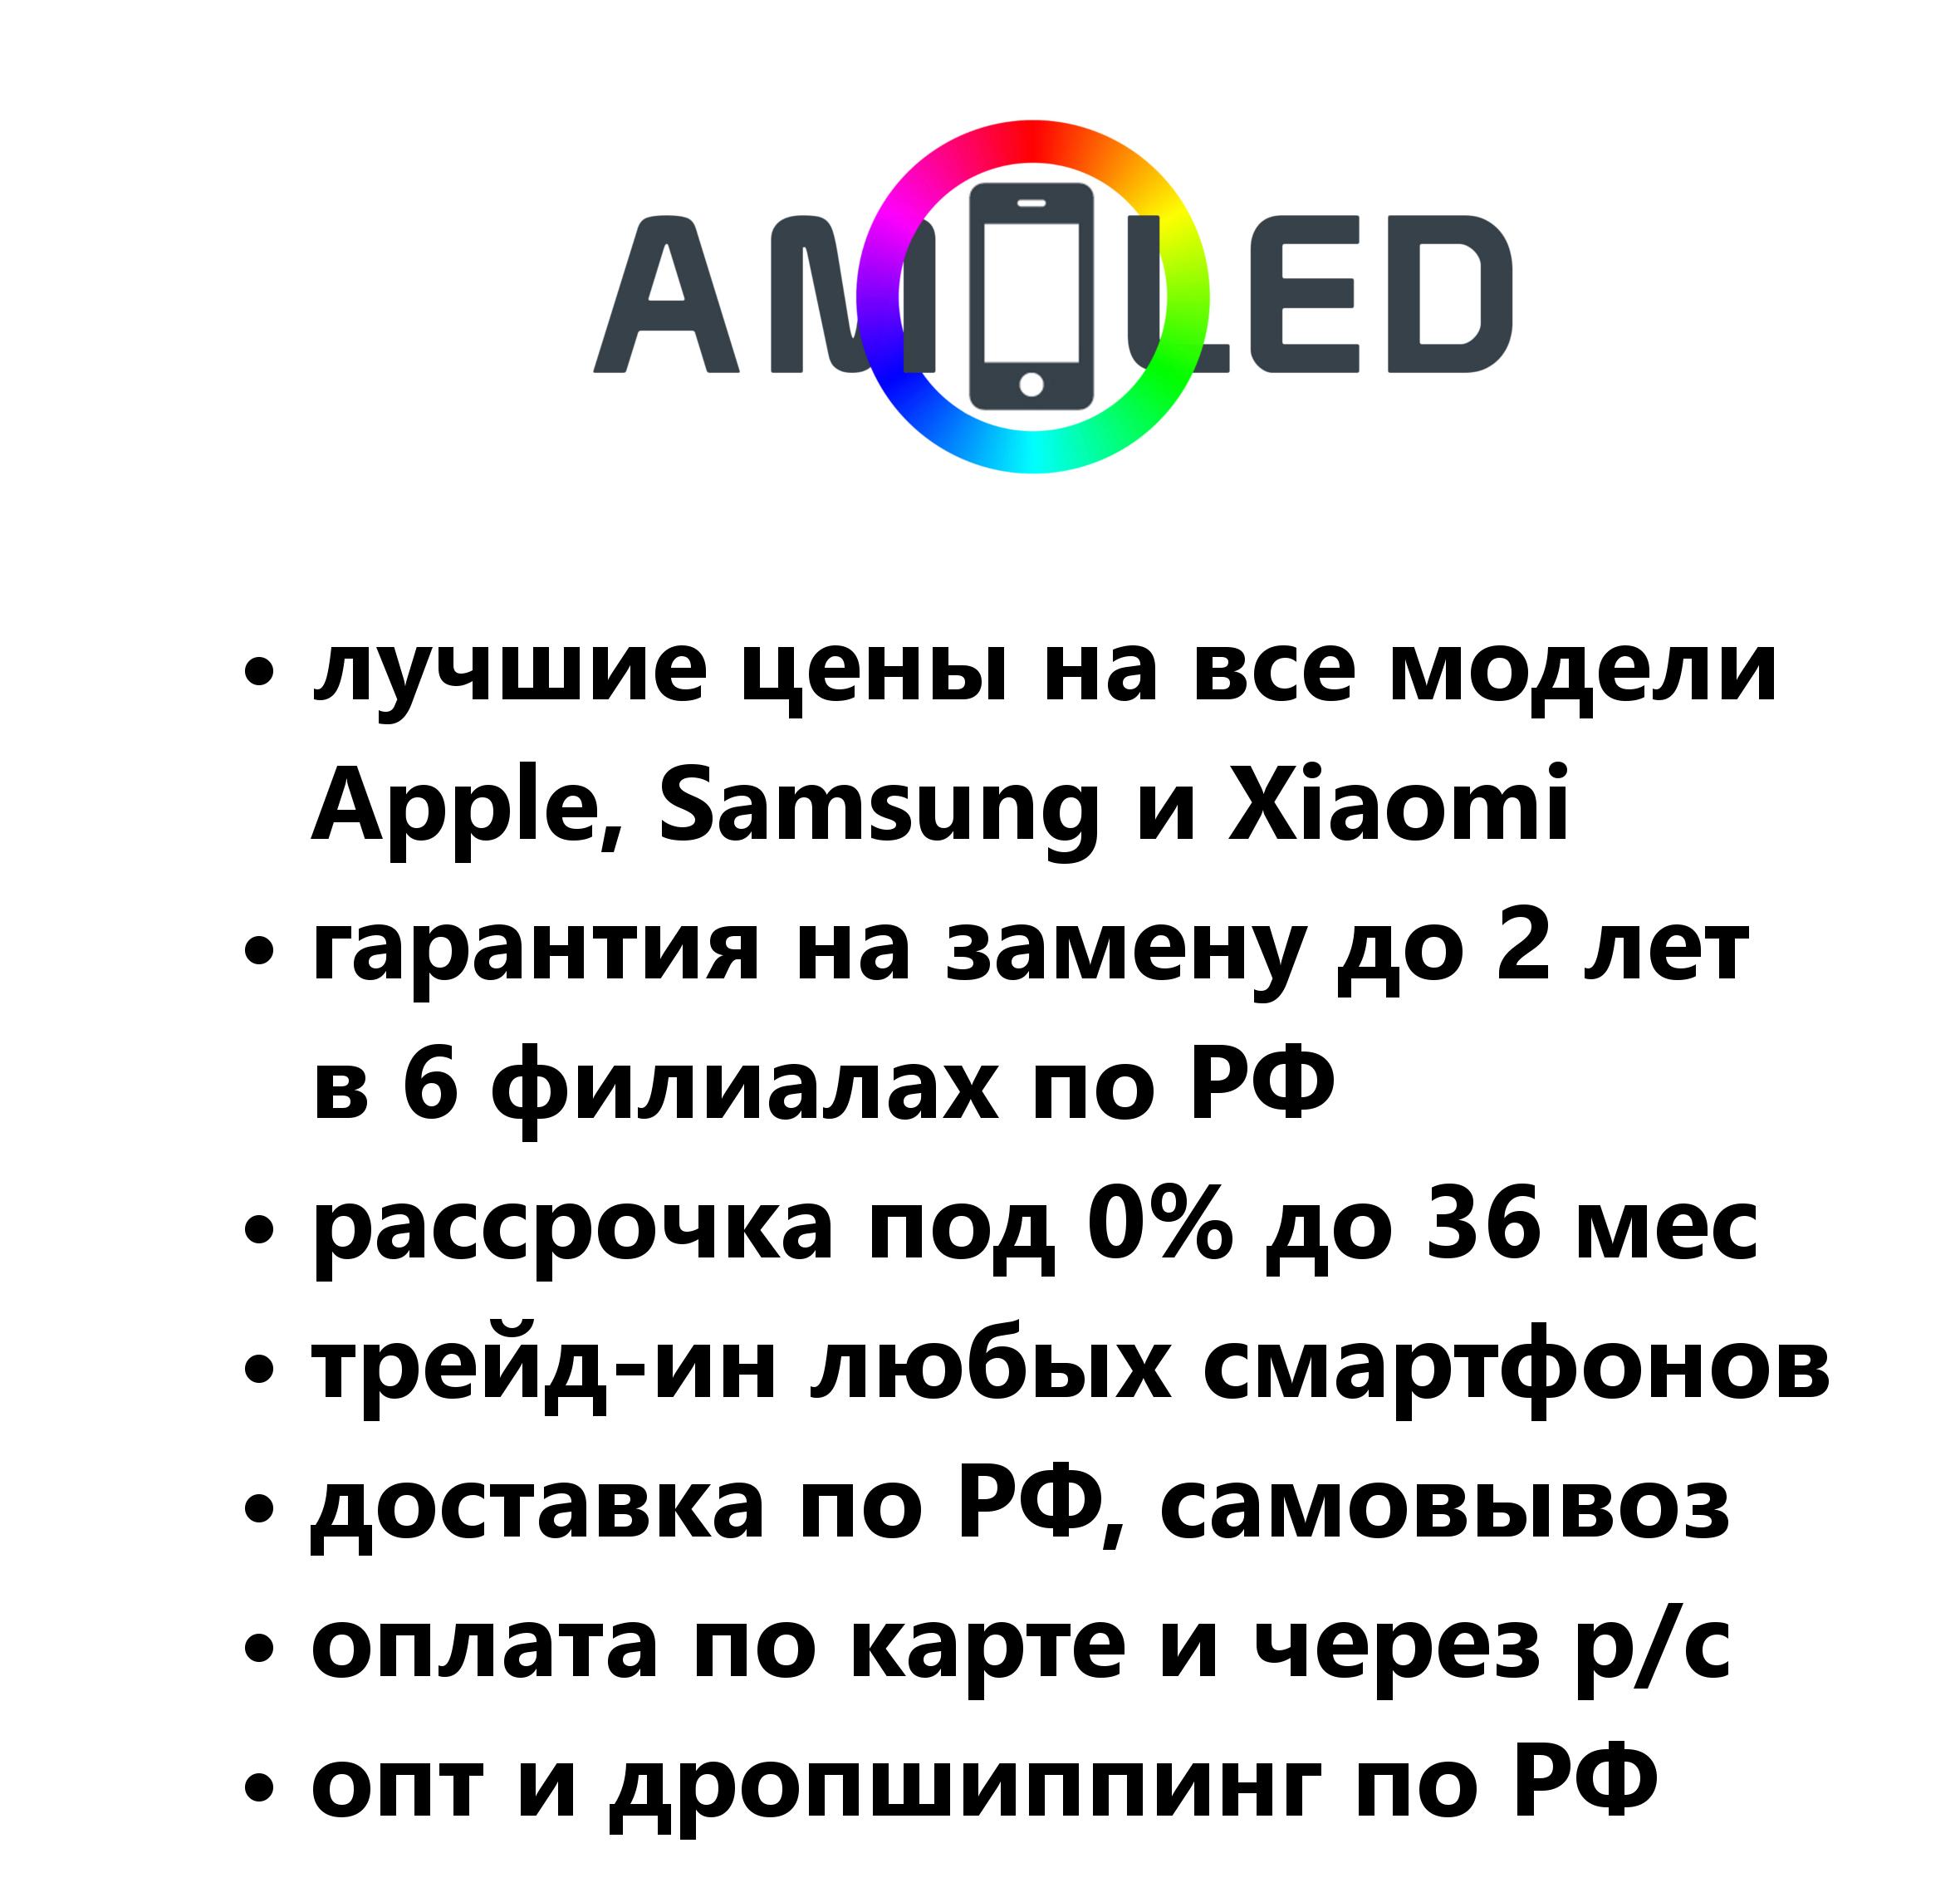 AMOLED
• лучшие цены на все модели
Apple, Samsung и Xiaomi
• гарантия на замену до 2 лет
в 6 филиалах по РФ
• рассрочка под 0% до 36 мес
• трейд-ин любых смартфонов
• доставка по РФ, самовывоз
• оплата по карте и через р/с
• опт и дропшиппинг по РФ